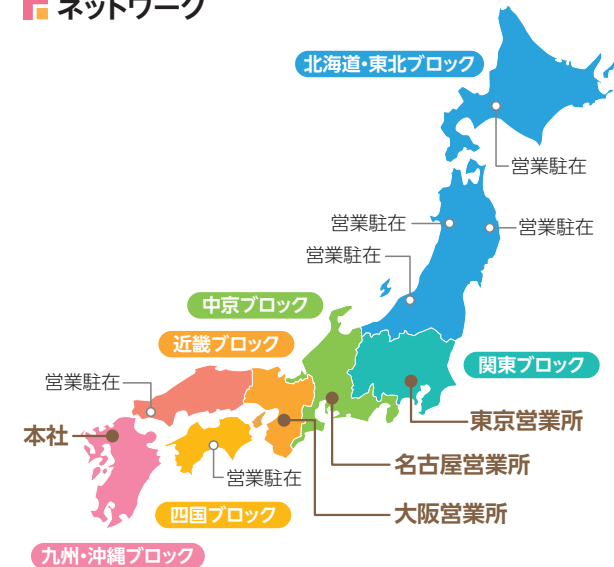 ネットワーク
北海道・東北ブロック
営業駐在
営業駐在
営業駐在
営業駐在
中京ブロック
近畿ブロック
関東ブロック
営業駐在
東京営業所
本社
名古屋営業所
営業駐在
大阪営業所
四国ブロック
九州・沖縄ブロック